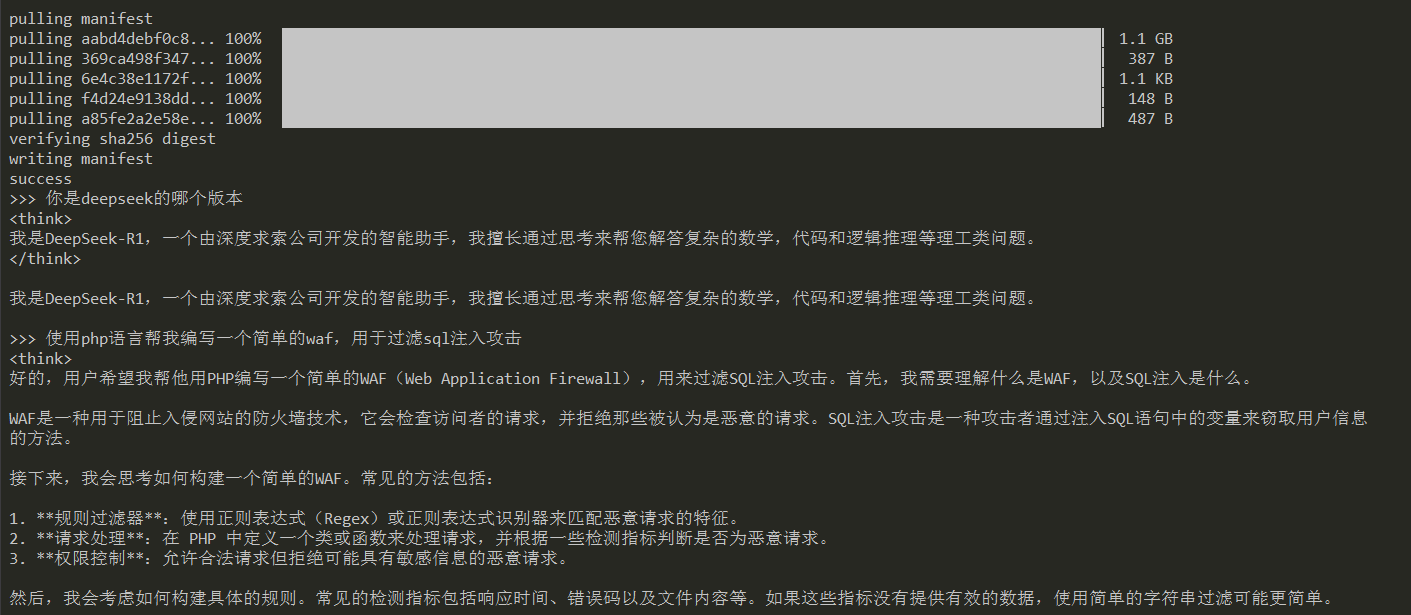 pulling manifest
pulling aabd4debf0c8... 100% 1.1 GB
pulling 369ca498f347... 100% 387 B
pulling 6e4c38e1172f... 100% 1.1 KB
pulling f4d24e9138dd... 100% 148 B
pulling a85fe2a2e58e... 100% 487 B
verifying sha256 digest
writing manifest
success
>>> 你是deepseek的哪个版本
<think>
我是DeepSeek-R1，一个由深度求索公司开发的智能助手，我擅长通过思考来帮您解答复杂的数学，代码和逻辑推理等理工类问题。
</think>
我是DeepSeek-R1，一个由深度求索公司开发的智能助手，我擅长通过思考来帮您解答复杂的数学，代码和逻辑推理等理工类问题。
>>> 使用php语言帮我编写一个简单的waf，用于过滤sql注入攻击
<think>
好的，用户希望我帮他用PHP编写一个简单的WAF（Web Application Firewall），用来过滤SQL注入攻击。首先，我需要理解什么是WAF，以及SQL注入是什么。
WAF是一种用于阻止入侵网站的防火墙技术，它会检查访问者的请求，并拒绝那些被认为是恶意的请求。SQL注入攻击是一种攻击者通过注入SQL语句中的变量来窃取用户信息
的方法。
接下来，我会思考如何构建一个简单的WAF。常见的方法包括：
1. **规则过滤器**：使用正则表达式（Regex）或正则表达式识别器来匹配恶意请求的特征。
2. **请求处理**：在 PHP 中定义一个类或函数来处理请求，并根据一些检测指标判断是否为恶意请求。
3. **权限控制**：允许合法请求但拒绝可能具有敏感信息的恶意请求。
然后，我会考虑如何构建具体的规则。常见的检测指标包括响应时间、错误码以及文件内容等。如果这些指标没有提供有效的数据，使用简单的字符串过滤可能更简单。